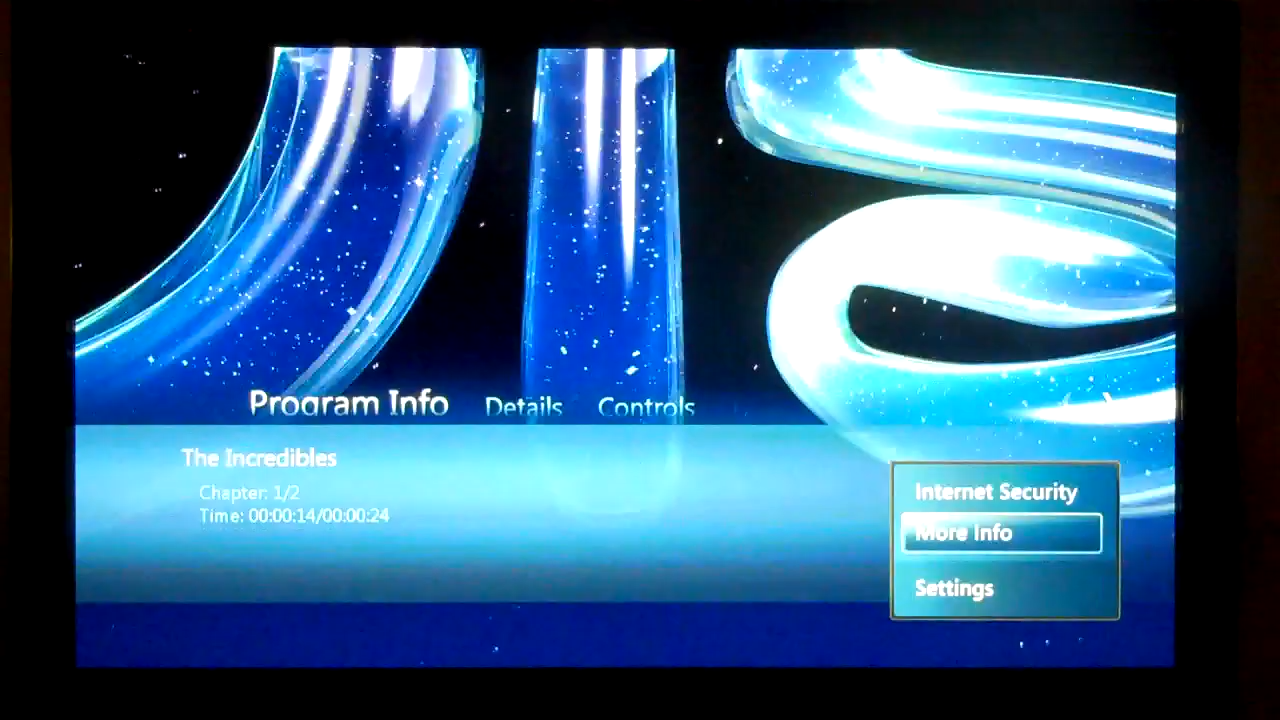 Program Info Details Controls
The Incredibles
Chapter: 1/2
Time: 00:00:14/00:00:24
Internet Security
More Info
Settings